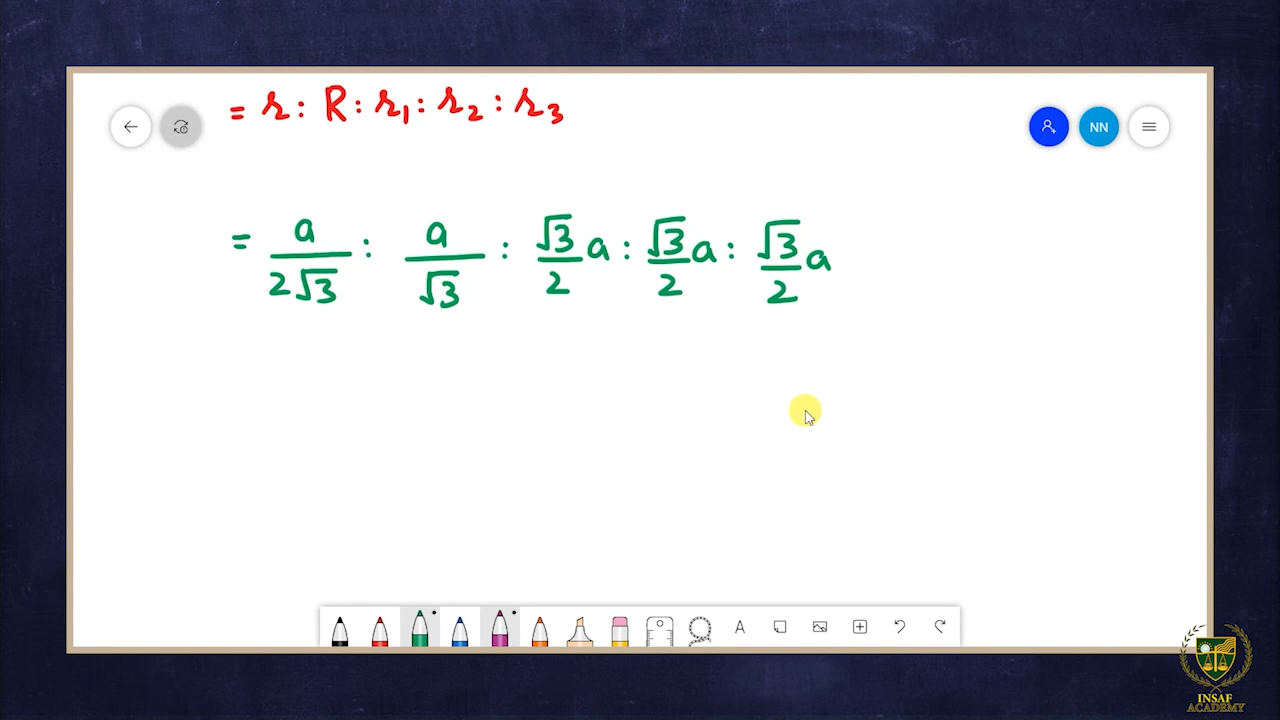 = r : R : r₁ : r₂ : r₃
NN
= a/2√3 : a/√3 : √3/2 a : √3/2 a : √3/2 a
A
INSAF
ACADEMY